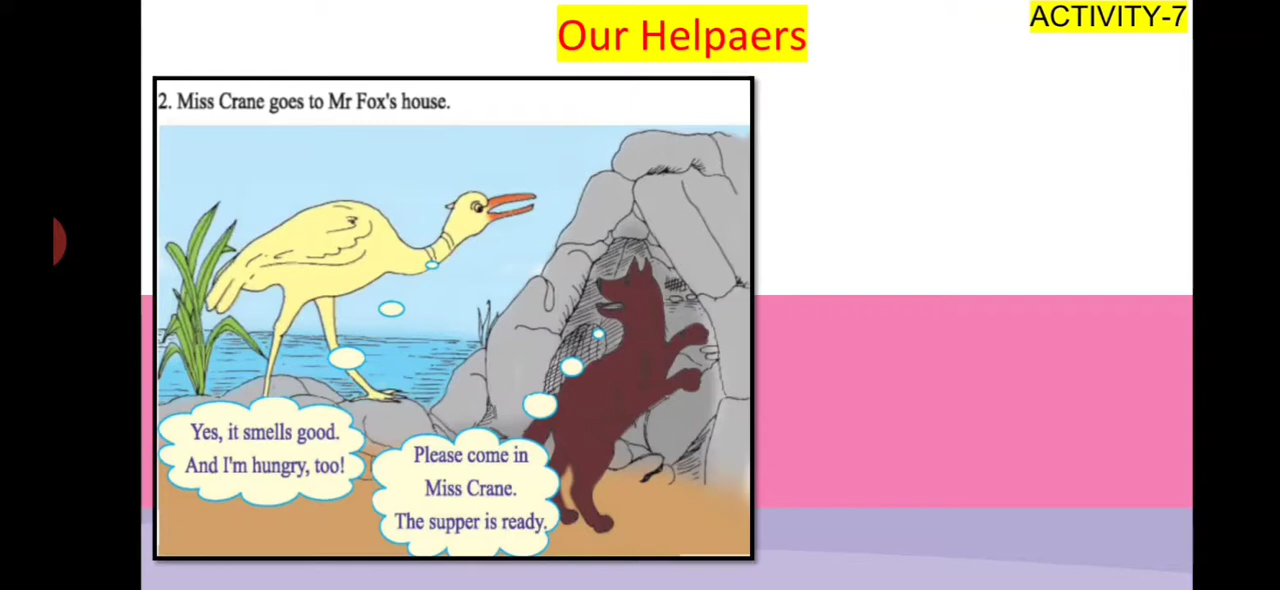 Our Helpaers
ACTIVITY-7
2. Miss Crane goes to Mr Fox's house.
Yes, it smells good.
And I'm hungry, too!
Please come in
Miss Crane.
The supper is ready.